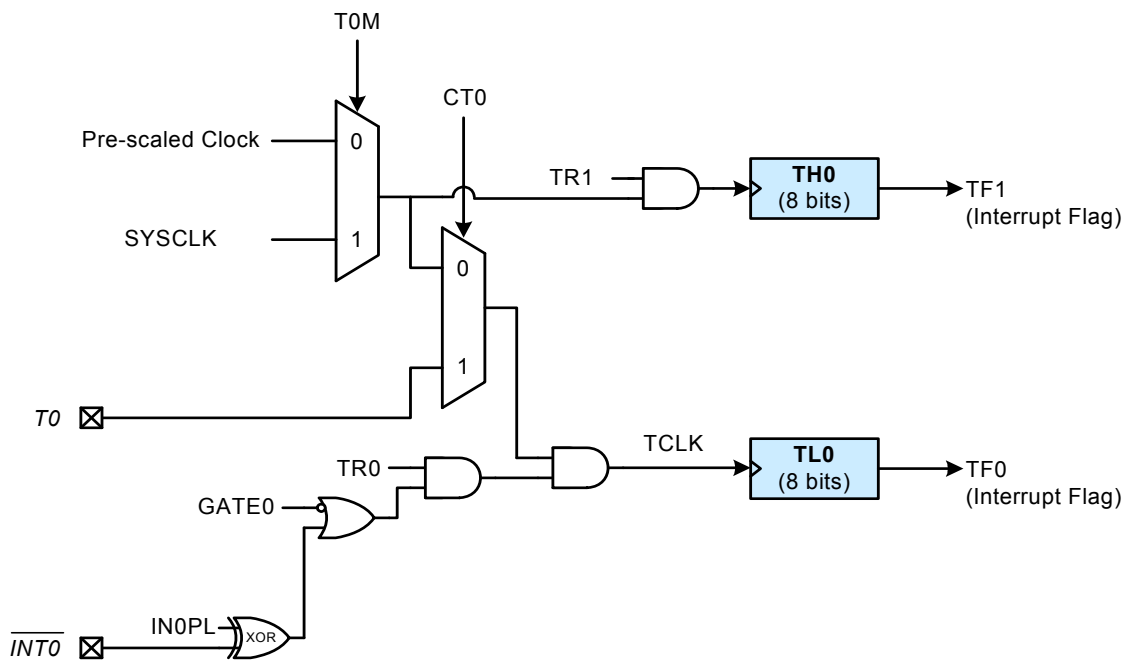 T0M
CT0
Pre-scaled Clock
0
TR1
TH0
(8 bits)
TF1
(Interrupt Flag)
SYSCLK
1
0
1
T0
TCLK
TL0
(8 bits)
TF0
(Interrupt Flag)
TR0
GATE0
IN0PL
XOR
INT0